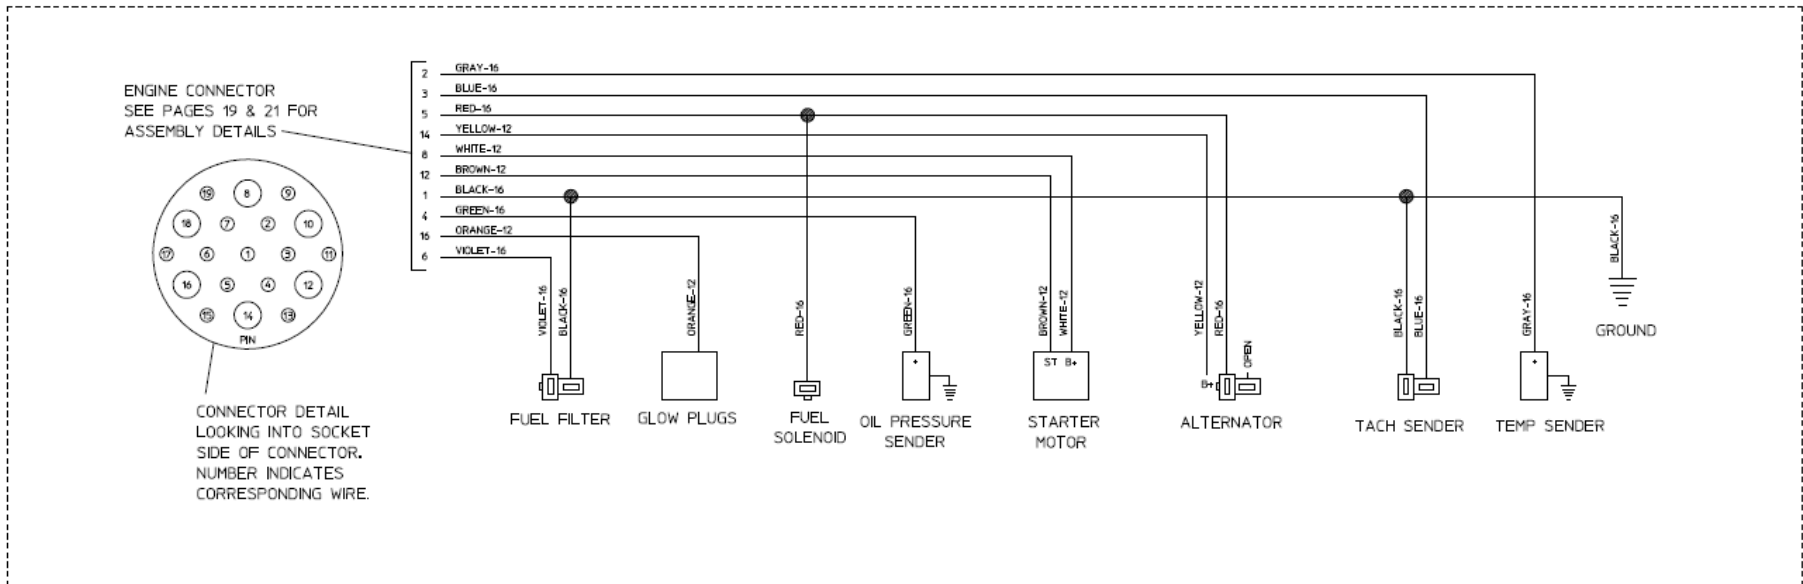 ENGINE CONNECTOR
SEE PAGES 19 & 21 FOR
ASSEMBLY DETAILS
2 GRAY-16
3 BLUE-16
5 RED-16
14 YELLOW-12
8 WHITE-12
12 BROWN-12
1 BLACK-16
4 GREEN-16
16 ORANGE-12
6 VIOLET-16
19 8 9
18 7 2 10
17 6 1 3 11
16 5 4 12
15 14 13
PIN
CONNECTOR DETAIL
LOOKING INTO SOCKET
SIDE OF CONNECTOR.
NUMBER INDICATES
CORRESPONDING WIRE.
VIOLET-16
BLACK-16
FUEL FILTER
ORANGE-12
GLOW PLUGS
RED-16
FUEL
SOLENOID
GREEN-16
+
OIL PRESSURE
SENDER
BROWN-12
WHITE-12
ST B+
STARTER
MOTOR
YELLOW-12
RED-16
OPEN
B+
ALTERNATOR
BLACK-16
BLUE-16
TACH SENDER
GRAY-16
+
TEMP SENDER
BLACK-16
GROUND